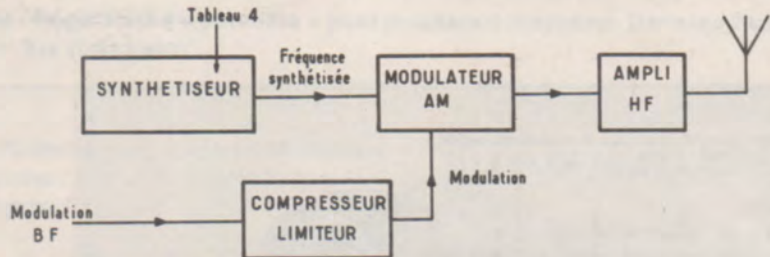 Tableau 4
SYNTHETISEUR
Fréquence
synthétisée
MODULATEUR
AM
AMPLI
HF
Modulation
Modulation
BF
COMPRESSEUR
LIMITEUR